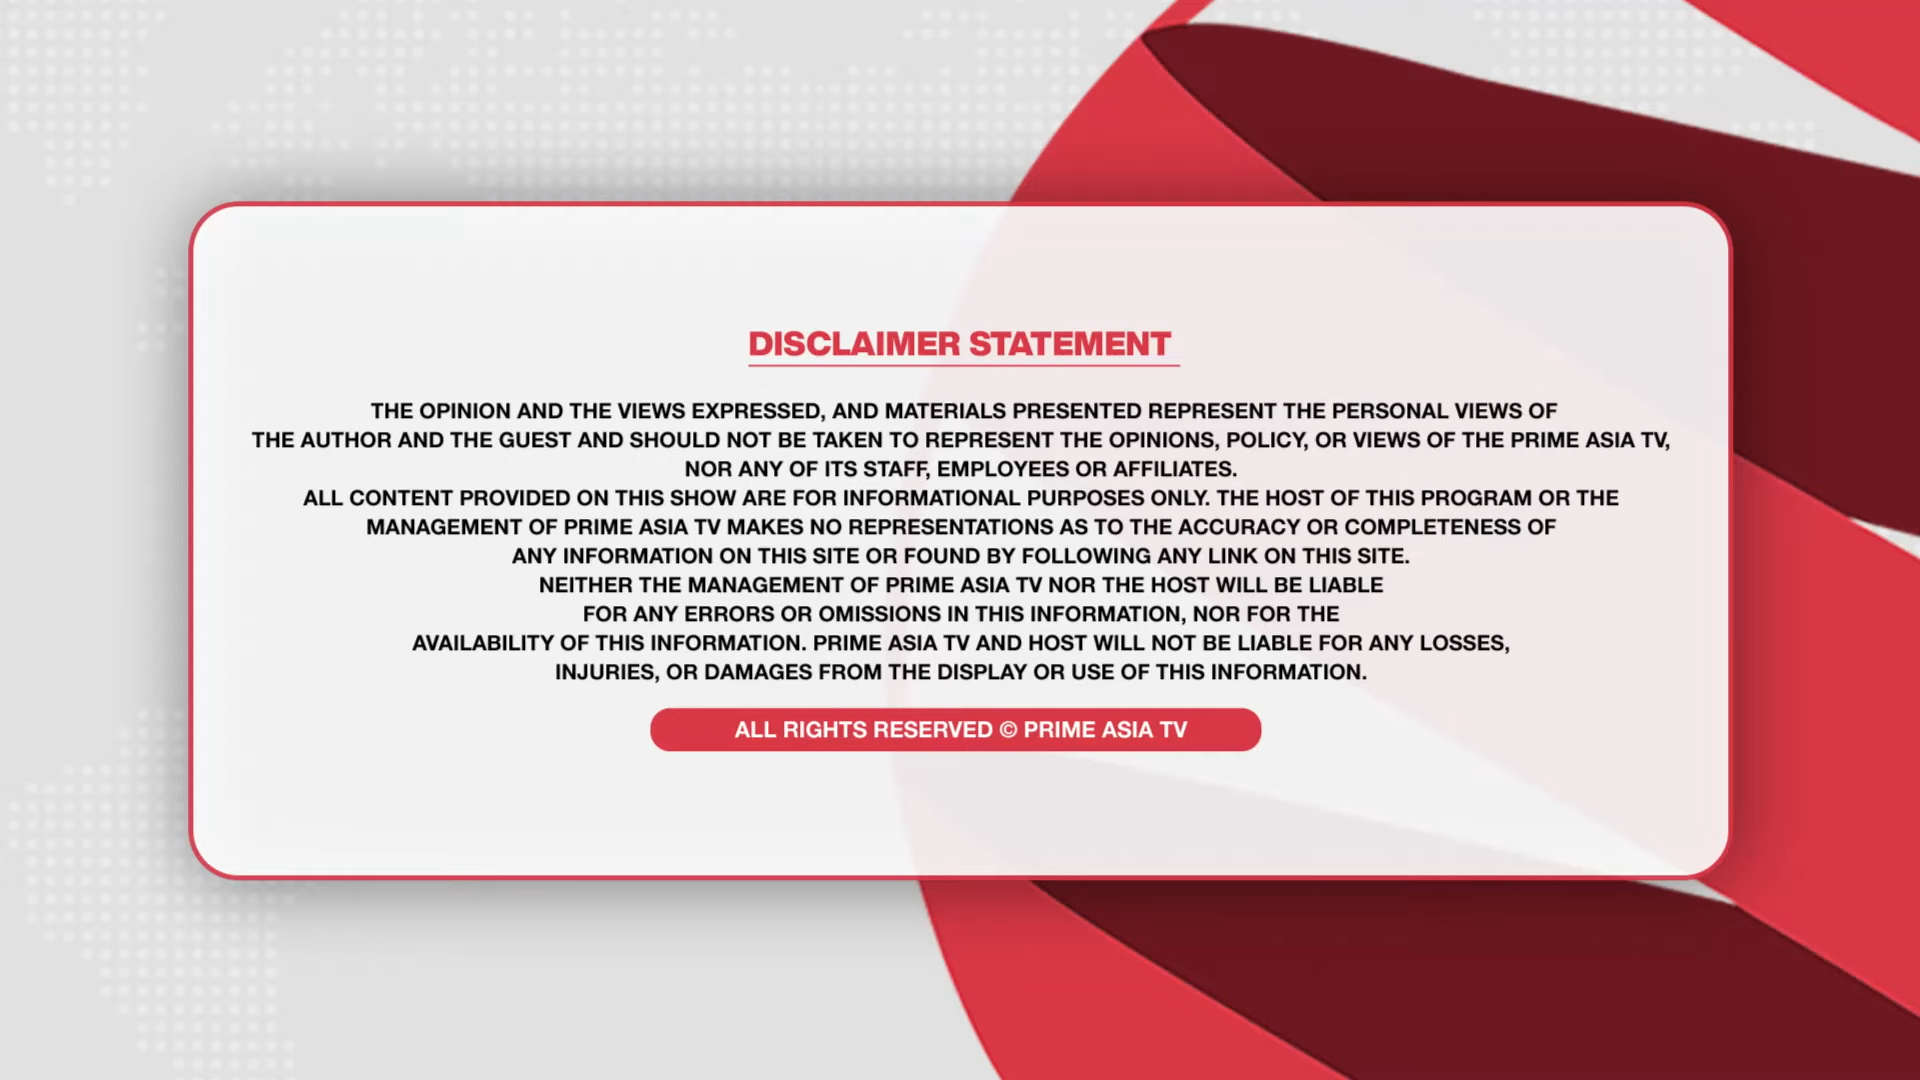 DISCLAIMER STATEMENT
THE OPINION AND THE VIEWS EXPRESSED, AND MATERIALS PRESENTED REPRESENT THE PERSONAL VIEWS OF
THE AUTHOR AND THE GUEST AND SHOULD NOT BE TAKEN TO REPRESENT THE OPINIONS, POLICY, OR VIEWS OF THE PRIME ASIA TV,
NOR ANY OF ITS STAFF, EMPLOYEES OR AFFILIATES.
ALL CONTENT PROVIDED ON THIS SHOW ARE FOR INFORMATIONAL PURPOSES ONLY. THE HOST OF THIS PROGRAM OR THE
MANAGEMENT OF PRIME ASIA TV MAKES NO REPRESENTATIONS AS TO THE ACCURACY OR COMPLETENESS OF
ANY INFORMATION ON THIS SITE OR FOUND BY FOLLOWING ANY LINK ON THIS SITE.
NEITHER THE MANAGEMENT OF PRIME ASIA TV NOR THE HOST WILL BE LIABLE
FOR ANY ERRORS OR OMISSIONS IN THIS INFORMATION, NOR FOR THE
AVAILABILITY OF THIS INFORMATION. PRIME ASIA TV AND HOST WILL NOT BE LIABLE FOR ANY LOSSES,
INJURIES, OR DAMAGES FROM THE DISPLAY OR USE OF THIS INFORMATION.
ALL RIGHTS RESERVED © PRIME ASIA TV